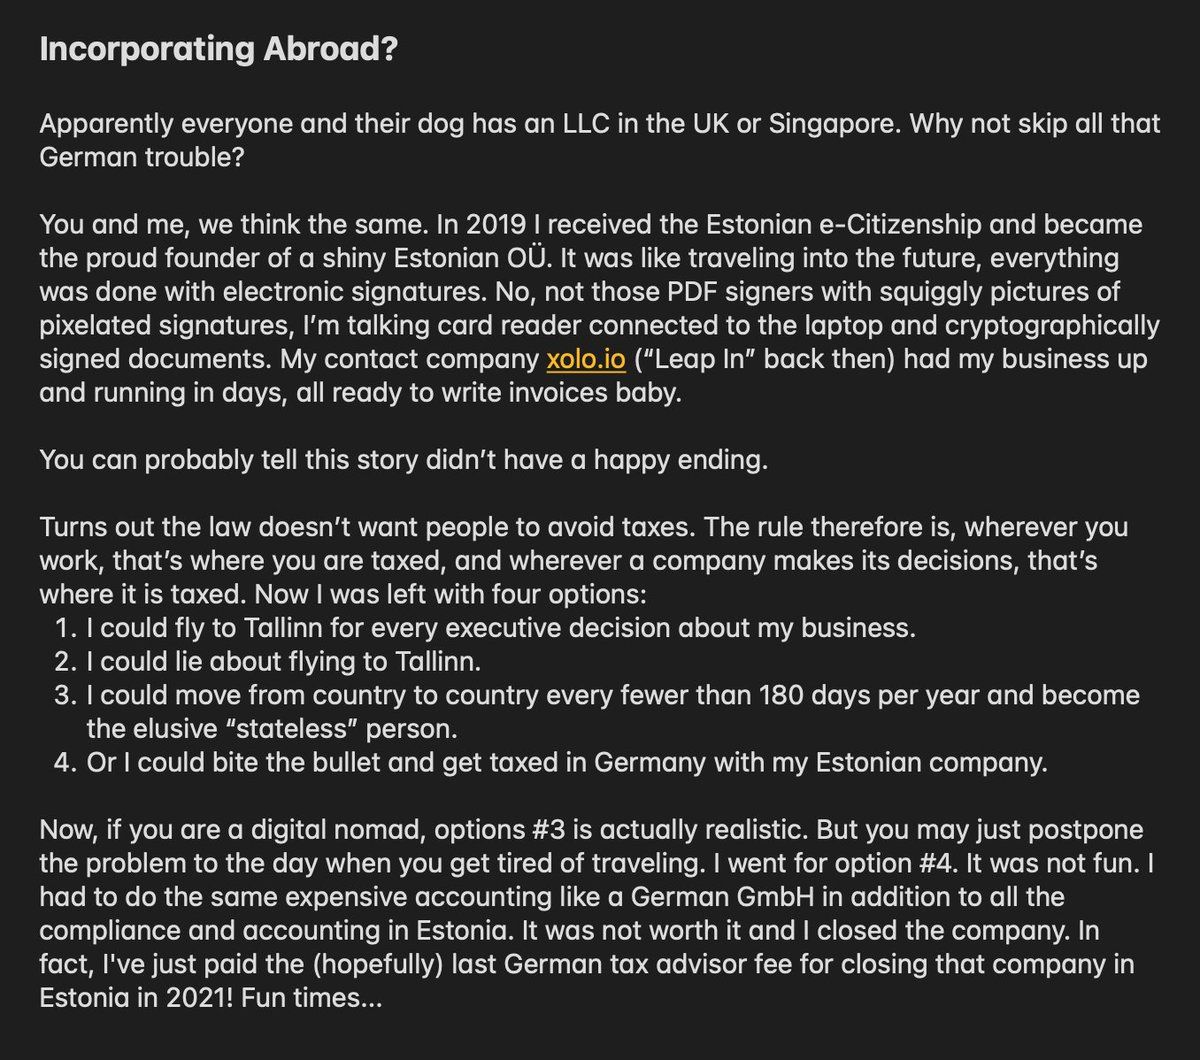 Incorporating Abroad?
Apparently everyone and their dog has an LLC in the UK or Singapore. Why not skip all that
German trouble?
You and me, we think the same. In 2019 I received the Estonian e-Citizenship and became
the proud founder of a shiny Estonian OÜ. It was like traveling into the future, everything
was done with electronic signatures. No, not those PDF signers with squiggly pictures of
pixelated signatures, I’m talking card reader connected to the laptop and cryptographically
signed documents. My contact company xolo.io (“Leap In” back then) had my business up
and running in days, all ready to write invoices baby.
You can probably tell this story didn’t have a happy ending.
Turns out the law doesn’t want people to avoid taxes. The rule therefore is, wherever you
work, that’s where you are taxed, and wherever a company makes its decisions, that’s
where it is taxed. Now I was left with four options:
1. I could fly to Tallinn for every executive decision about my business.
2. I could lie about flying to Tallinn.
3. I could move from country to country every fewer than 180 days per year and become
the elusive “stateless” person.
4. Or I could bite the bullet and get taxed in Germany with my Estonian company.
Now, if you are a digital nomad, options #3 is actually realistic. But you may just postpone
the problem to the day when you get tired of traveling. I went for option #4. It was not fun. I
had to do the same expensive accounting like a German GmbH in addition to all the
compliance and accounting in Estonia. It was not worth it and I closed the company. In
fact, I've just paid the (hopefully) last German tax advisor fee for closing that company in
Estonia in 2021! Fun times...